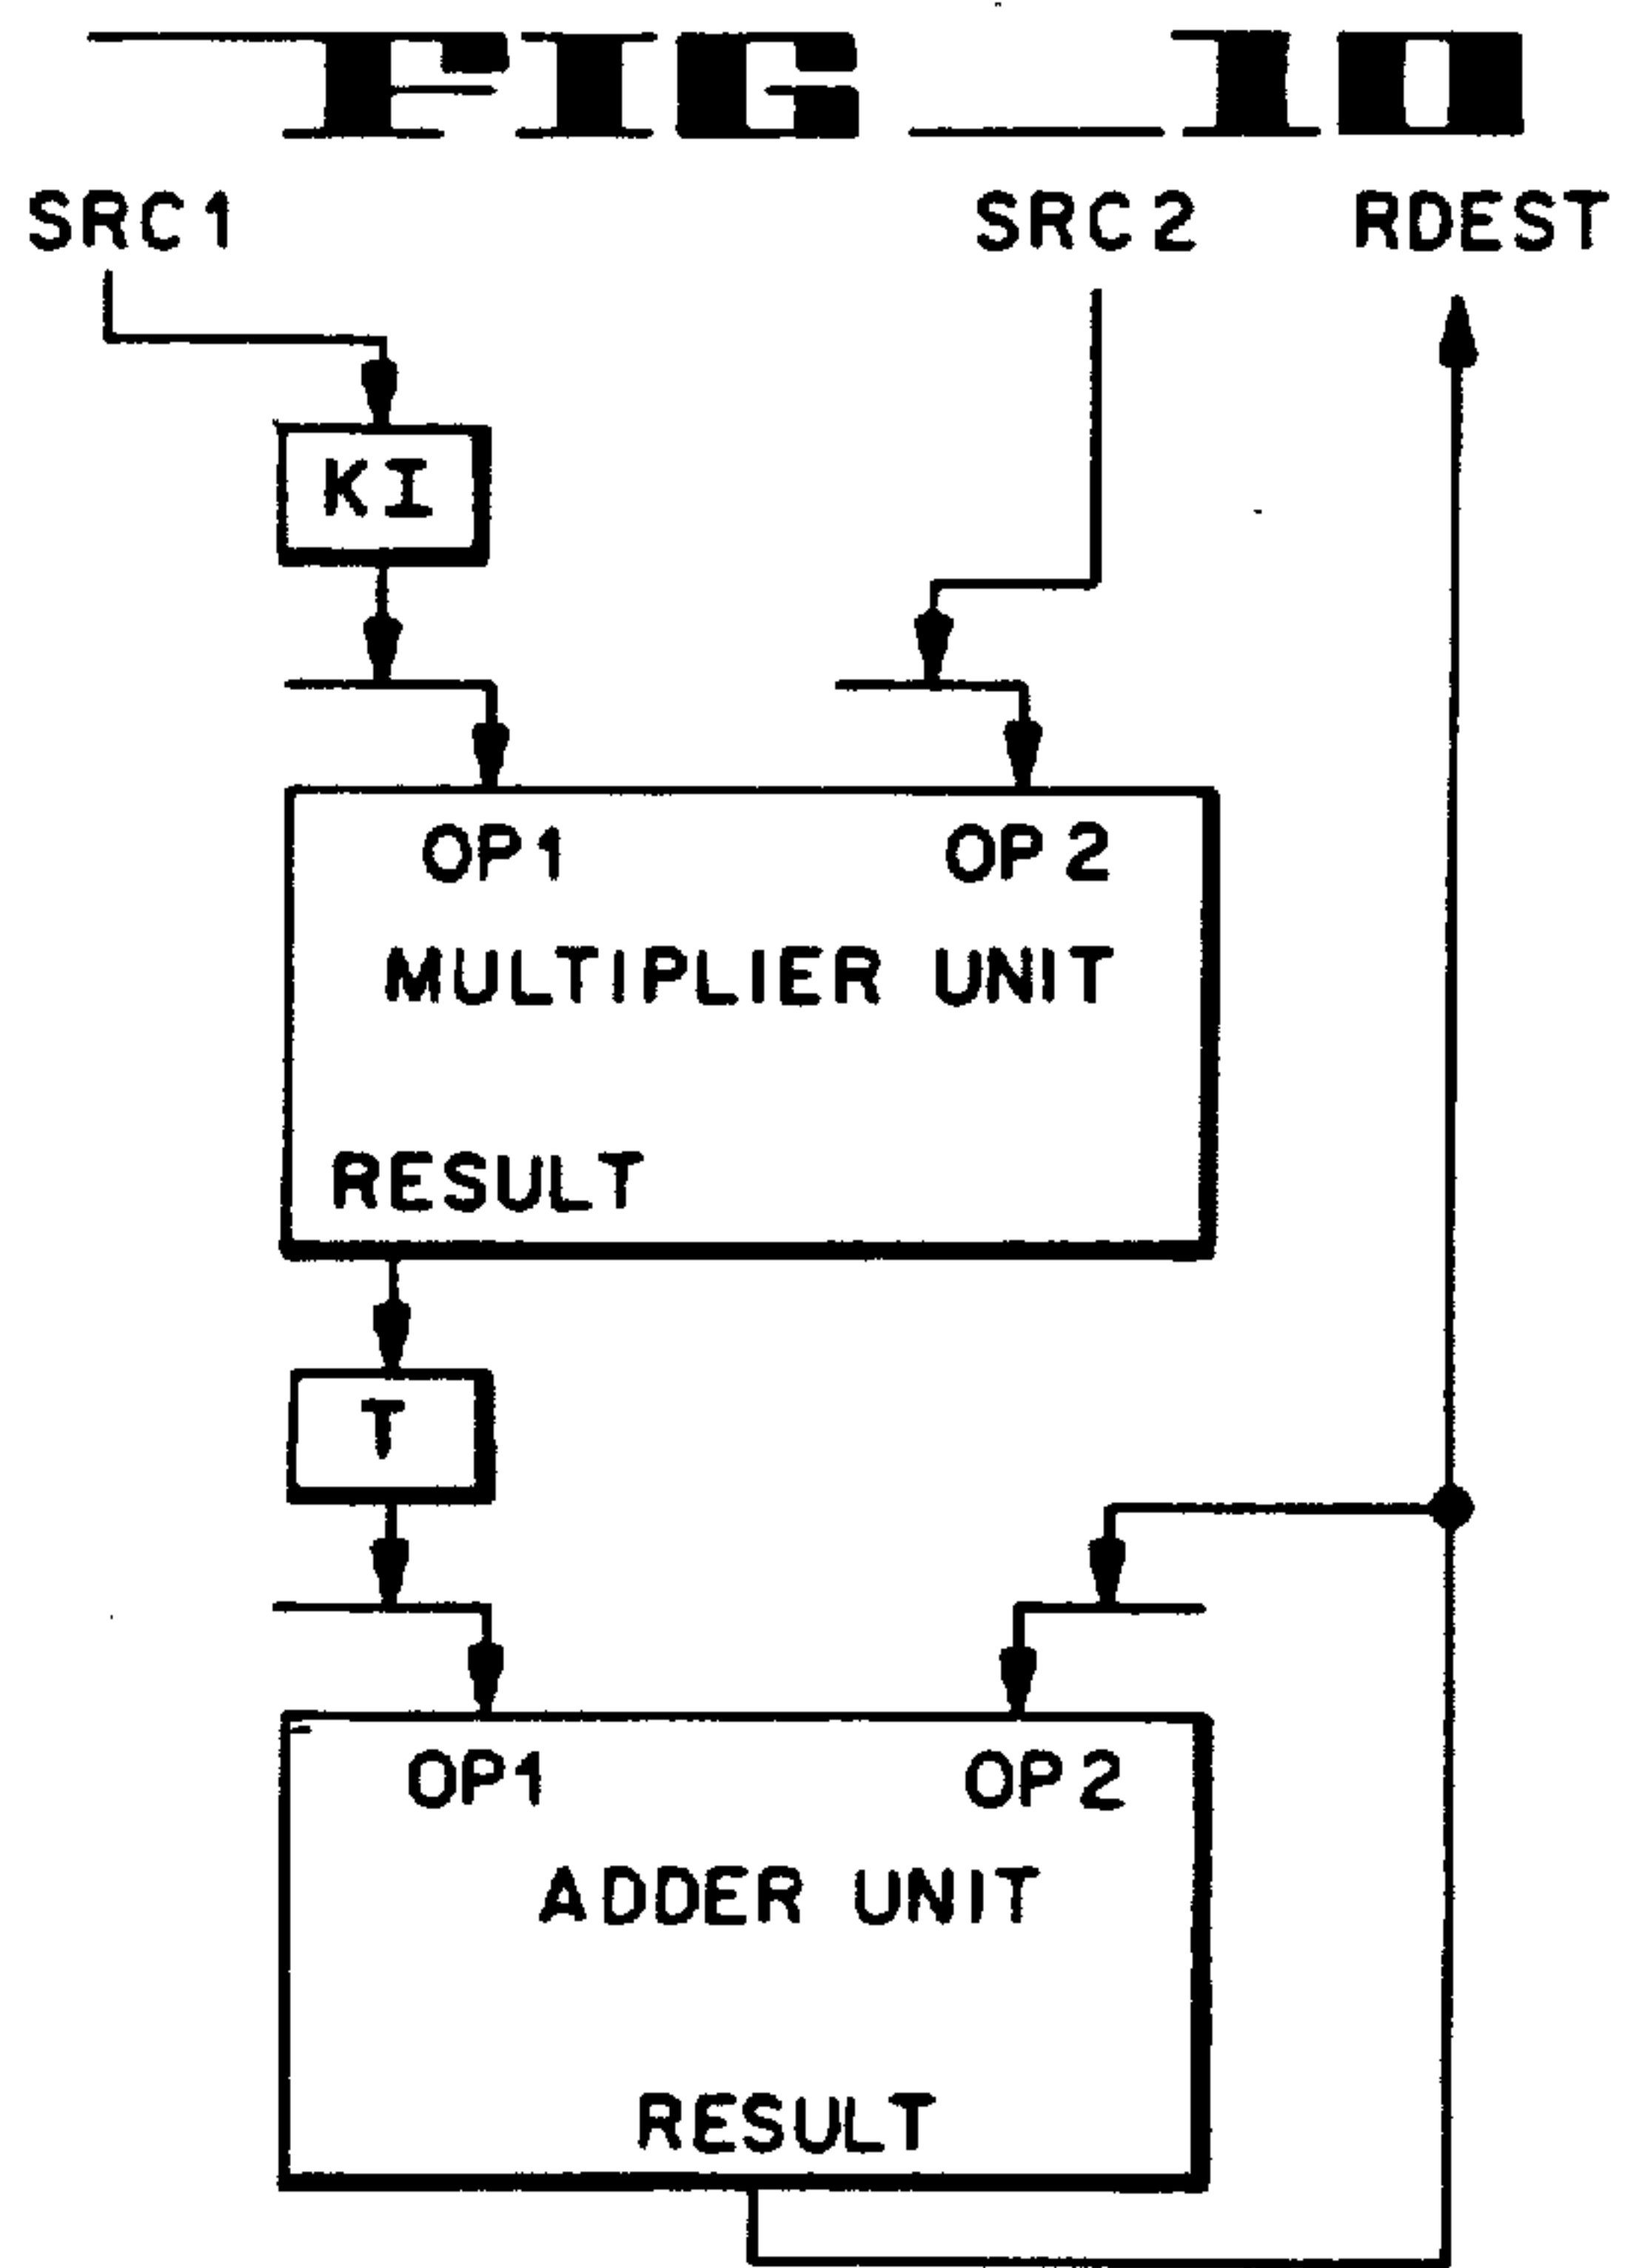 FIG_10
SRC1 SRC2 RDEST
KI
OP1 OP2
MULTIPLIER UNIT
RESULT
T
OP1 OP2
ADDER UNIT
RESULT